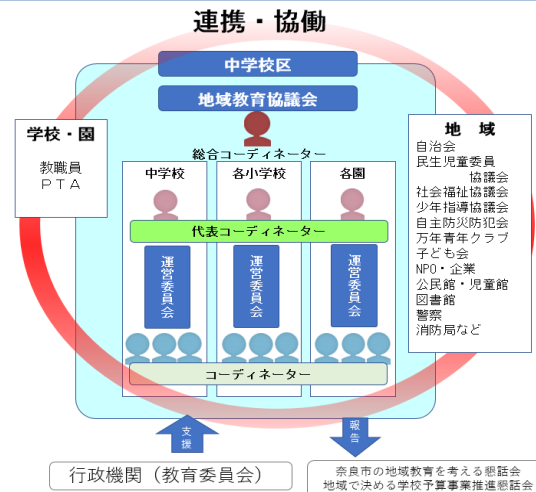 連携・協働
中学校区
地域教育協議会
総合コーディネーター
学校・園
教職員
ＰＴＡ
中学校
各小学校
各園
代表コーディネーター
運営委員会
運営委員会
運営委員会
コーディネーター
地域
自治会
民生児童委員
協議会
社会福祉協議会
少年指導協議会
自主防災防犯会
万年青年クラブ
子ども会
NPO・企業
公民館・児童館
図書館
警察
消防局など
支援
報告
行政機関（教育委員会）
奈良市の地域教育を考える懇話会
地域で決める学校予算事業推進懇話会